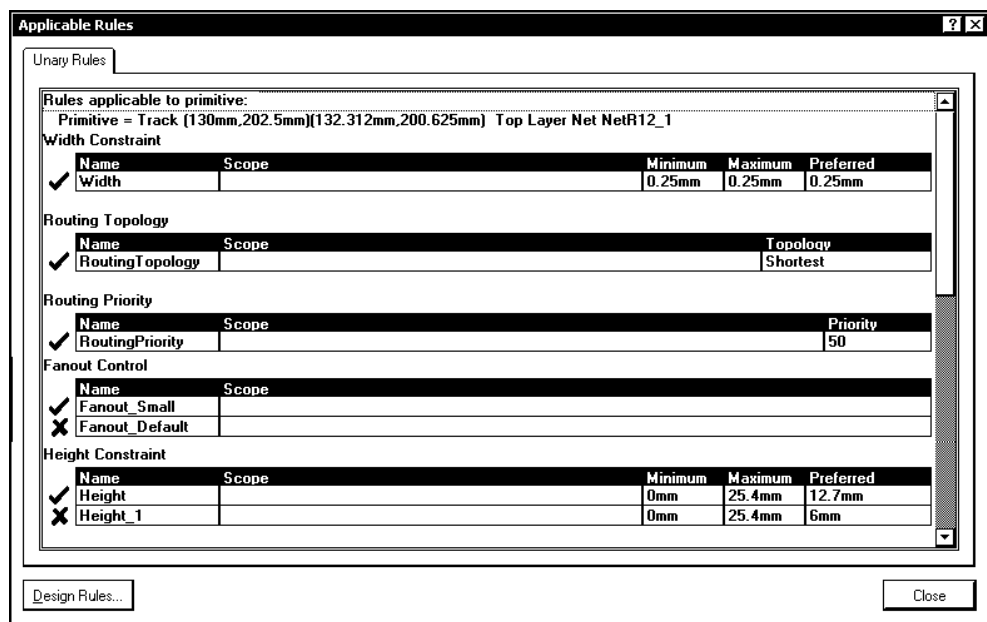 Applicable Rules
Unary Rules
Rules applicable to primitive:
Primitive = Track (130mm,202.5mm)(132.312mm,200.625mm) Top Layer Net NetR12_1
Width Constraint
Name Scope Minimum Maximum Preferred
Width 0.25mm 0.25mm 0.25mm
Routing Topology
Name Scope Topology
RoutingTopology Shortest
Routing Priority
Name Scope Priority
RoutingPriority 50
Fanout Control
Name Scope
Fanout_Small
Fanout_Default
Height Constraint
Name Scope Minimum Maximum Preferred
Height 0mm 25.4mm 12.7mm
Height_1 0mm 25.4mm 6mm
Design Rules... Close